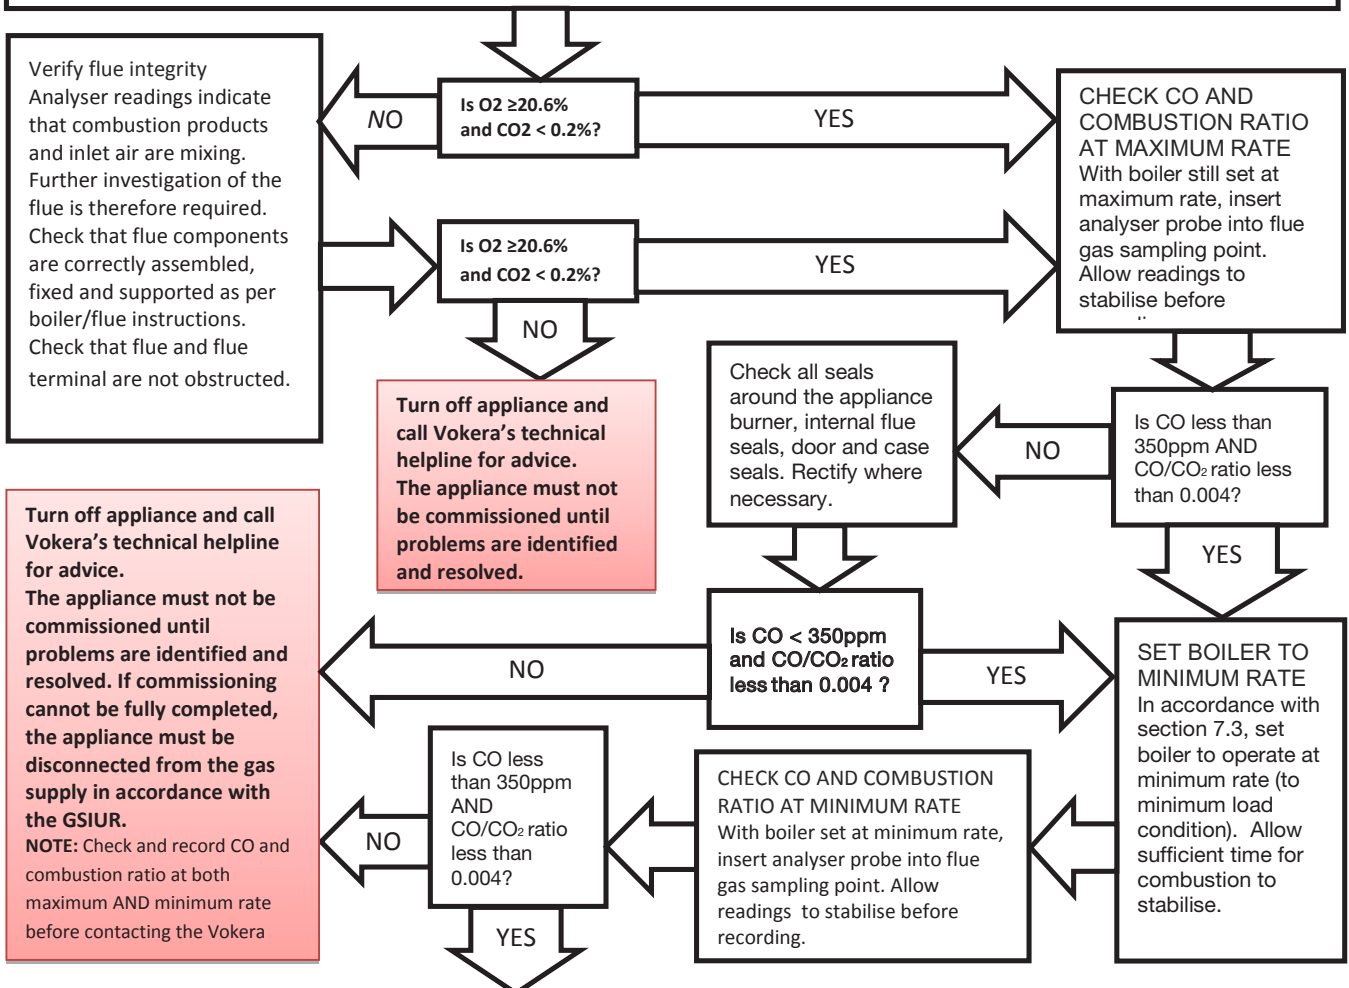 Verify flue integrity
Analyser readings indicate
that combustion products
and inlet air are mixing.
Further investigation of the
flue is therefore required.
Check that flue components
are correctly assembled,
fixed and supported as per
boiler/flue instructions.
Check that flue and flue
terminal are not obstructed.
NO
Is O2 ≥20.6%
and CO2 < 0.2%?
YES
CHECK CO AND
COMBUSTION RATIO
AT MAXIMUM RATE
With boiler still set at
maximum rate, insert
analyser probe into flue
gas sampling point.
Allow readings to
stabilise before
Is O2 ≥20.6%
and CO2 < 0.2%?
YES
NO
Turn off appliance and
call Vokera’s technical
helpline for advice.
The appliance must not
be commissioned until
problems are identified
and resolved.
Check all seals
around the appliance
burner, internal flue
seals, door and case
seals. Rectify where
necessary.
NO
Is CO less than
350ppm AND
CO/CO₂ ratio less
than 0.004?
YES
Turn off appliance and call
Vokera’s technical helpline
for advice.
The appliance must not be
commissioned until
problems are identified and
resolved. If commissioning
cannot be fully completed,
the appliance must be
disconnected from the gas
supply in accordance with
the GSIUR.
NOTE: Check and record CO and
combustion ratio at both
maximum AND minimum rate
before contacting the Vokera
NO
Is CO < 350ppm
and CO/CO₂ ratio
less than 0.004 ?
YES
SET BOILER TO
MINIMUM RATE
In accordance with
section 7.3, set
boiler to operate at
minimum rate (to
minimum load
condition). Allow
sufficient time for
combustion to
stabilise.
NO
Is CO less
than 350ppm
AND
CO/CO₂ ratio
less than
0.004?
CHECK CO AND COMBUSTION
RATIO AT MINIMUM RATE
With boiler set at minimum rate,
insert analyser probe into flue
gas sampling point. Allow
readings to stabilise before
recording.
YES